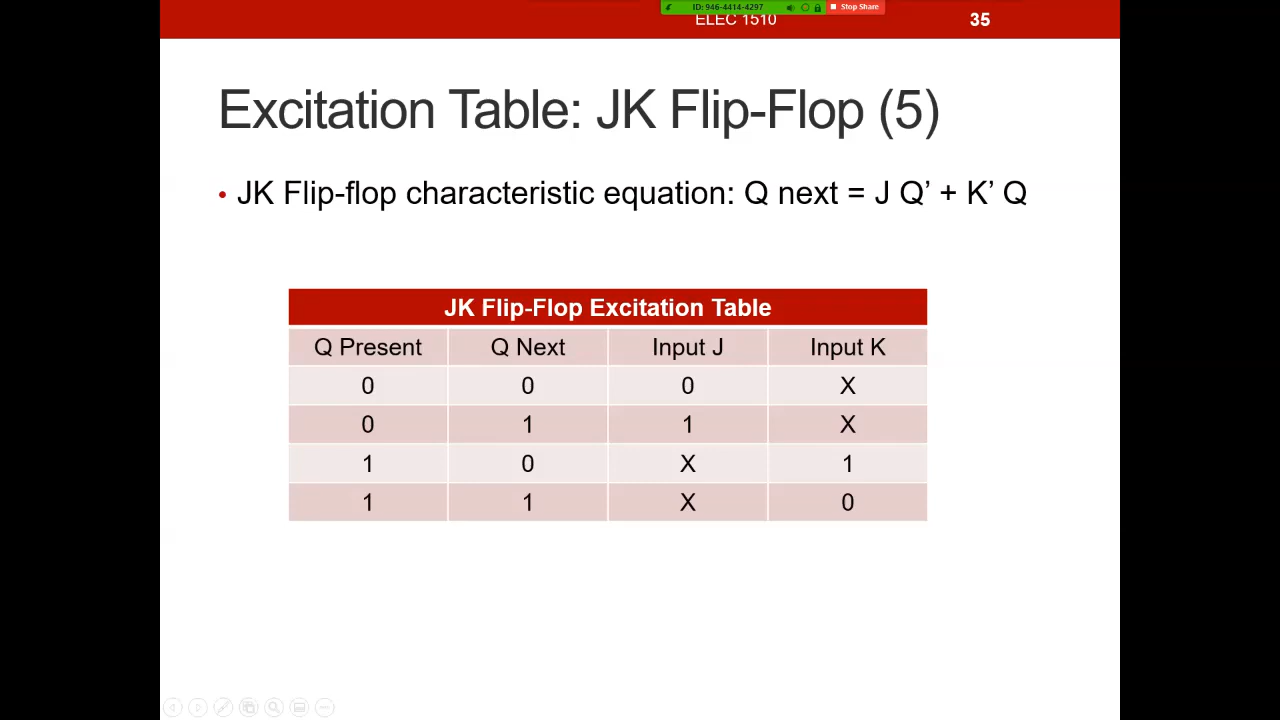 ID: 946-4414-4297 Stop Share
ELEC 1510 35
Excitation Table: JK Flip-Flop (5)
• JK Flip-flop characteristic equation: Q next = J Q’ + K’ Q
JK Flip-Flop Excitation Table
Q Present Q Next Input J Input K
0 0 0 X
0 1 1 X
1 0 X 1
1 1 X 0